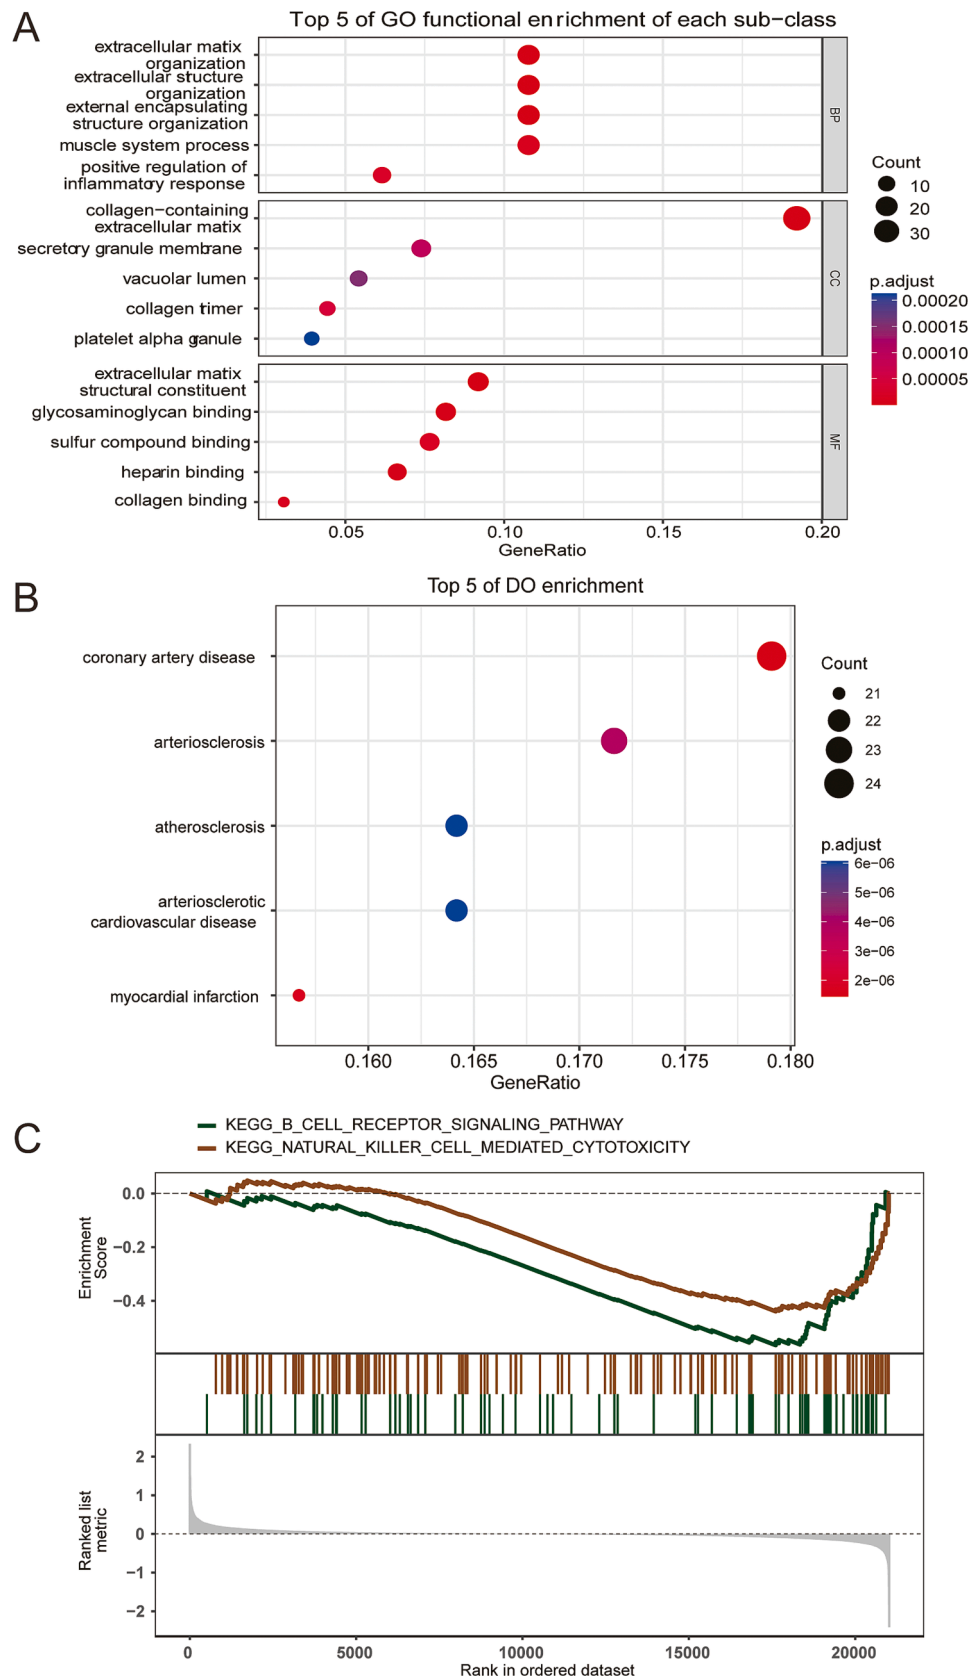 A
Top 5 of GO functional enrichment of each sub-class
extracellular matix
organization
extracellular structure
organization
external encapsulating
structure organization
muscle system process
positive regulation of
inflammatory response
BP
collagen-containing
extracellular matix
secretory granule membrane
vacuolar lumen
collagen trimer
platelet alpha granule
CC
extracellular matix
structural constituent
glycosaminoglycan binding
sulfur compound binding
heparin binding
collagen binding
MF
0.05
0.10
0.15
0.20
GeneRatio
Count
10
20
30
p.adjust
0.00020
0.00015
0.00010
0.00005
B
Top 5 of DO enrichment
coronary artery disease
arteriosclerosis
atherosclerosis
arteriosclerotic
cardiovascular disease
myocardial infarction
0.160
0.165
0.170
0.175
0.180
GeneRatio
Count
21
22
23
24
p.adjust
6e-06
5e-06
4e-06
3e-06
2e-06
C
KEGG_B_CELL_RECEPTOR_SIGNALING_PATHWAY
KEGG_NATURAL_KILLER_CELL_MEDIATED_CYTOTOXICITY
Enrichment
Score
0.0
−0.2
−0.4
Ranked list
metric
2
1
0
−1
−2
0
5000
10000
15000
20000
Rank in ordered dataset